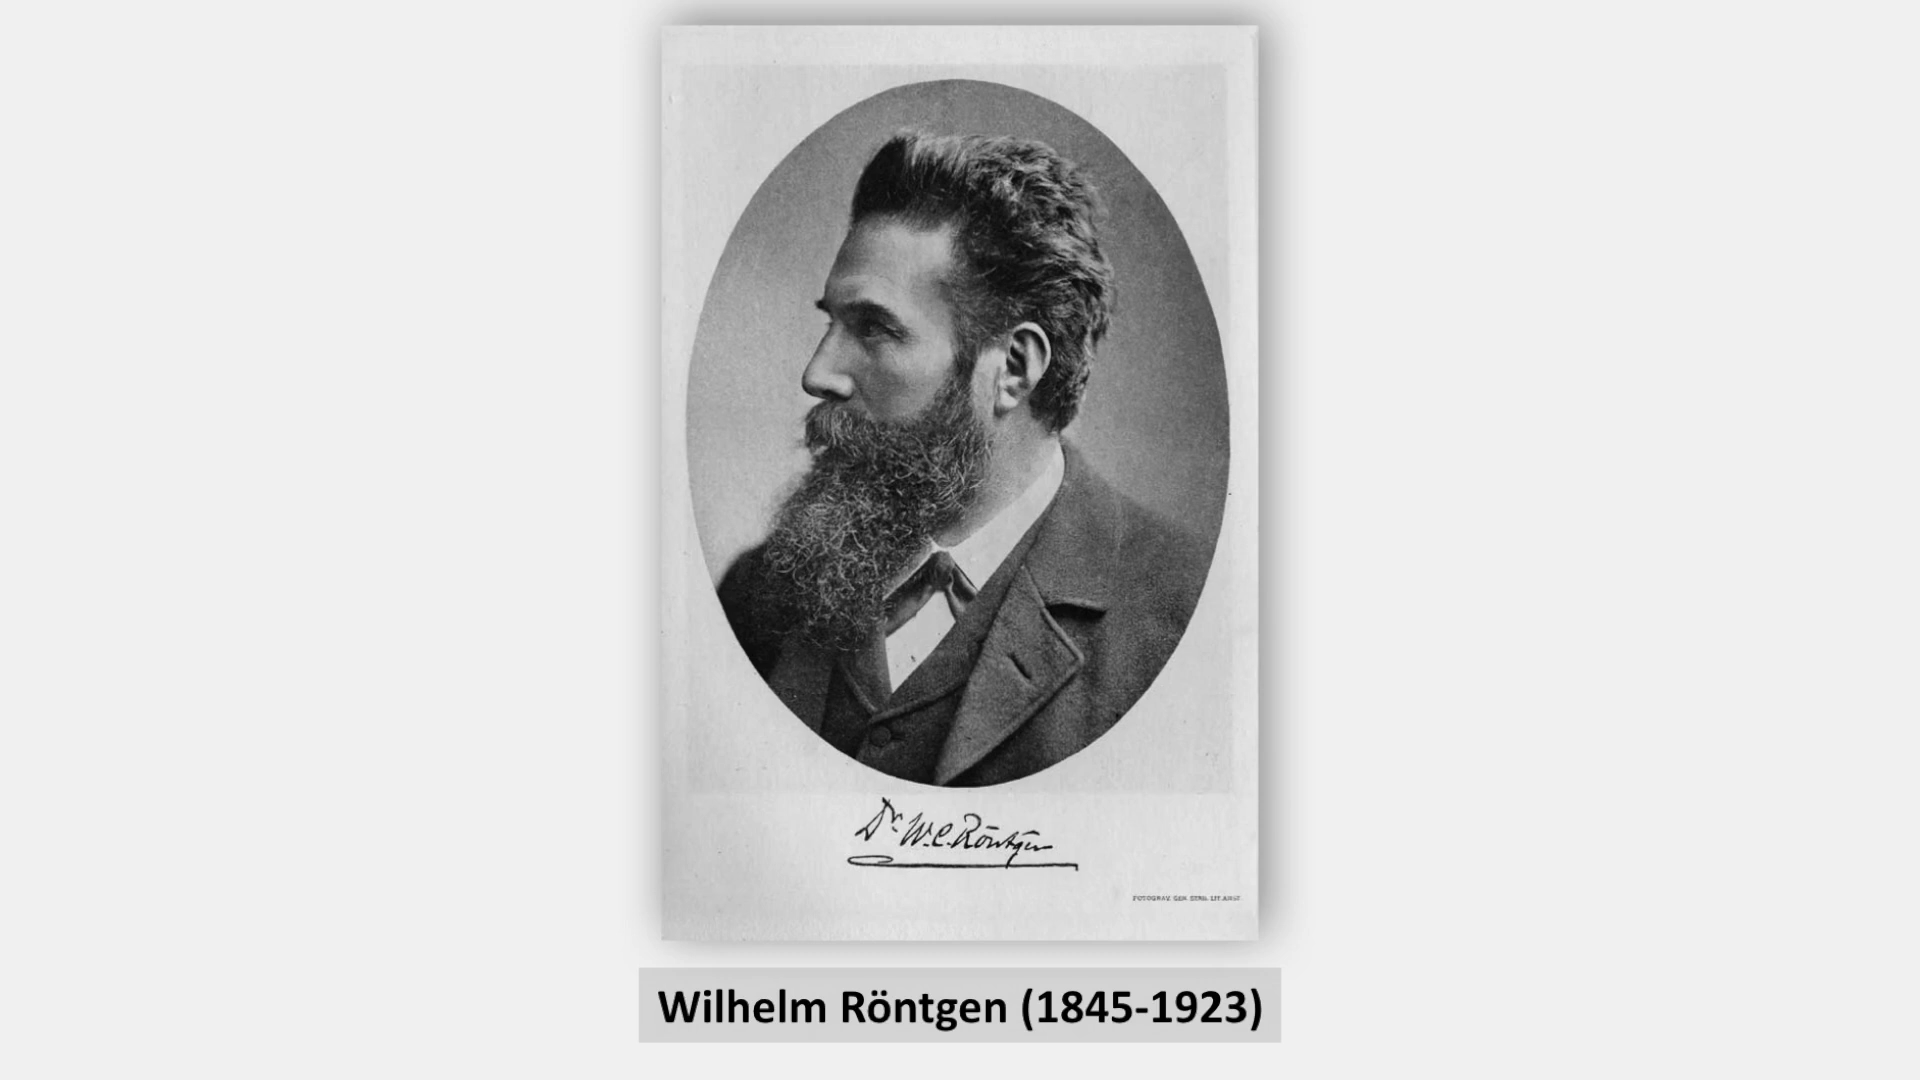 Dr. W. C. Röntgen
Wilhelm Röntgen (1845-1923)